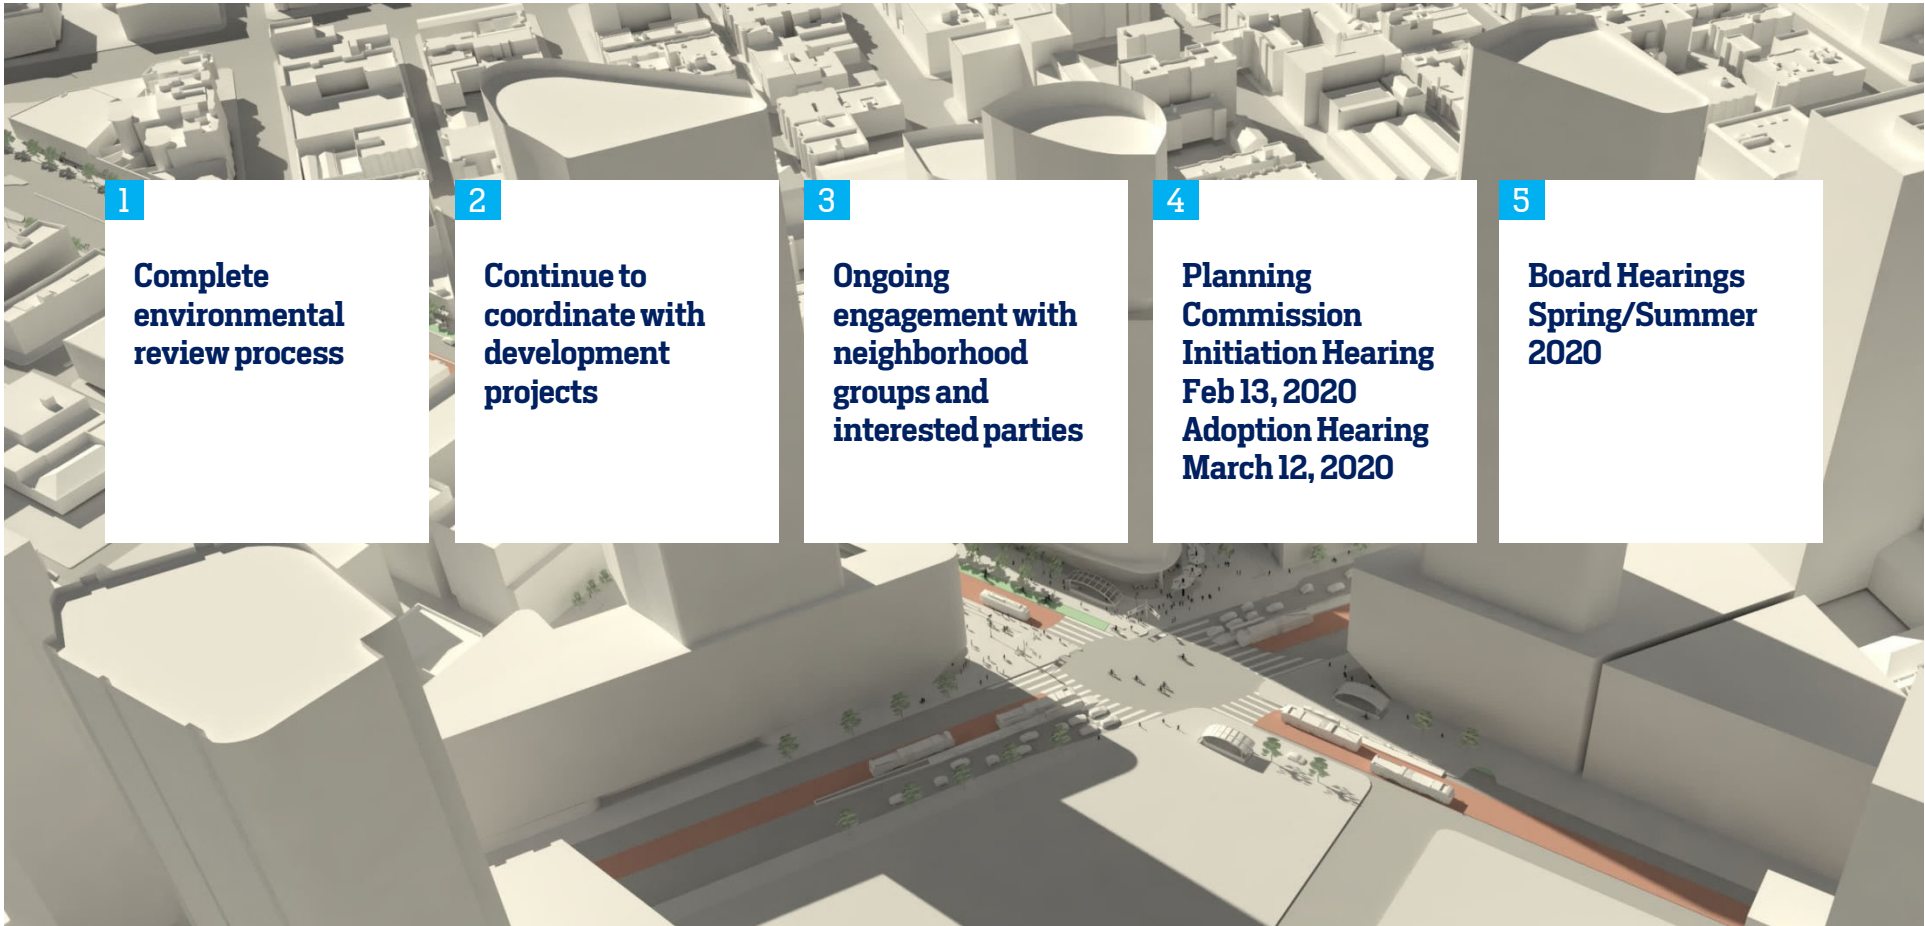 1
Complete
environmental
review process
2
Continue to
coordinate with
development
projects
3
Ongoing
engagement with
neighborhood
groups and
interested parties
4
Planning
Commission
Initiation Hearing
Feb 13, 2020
Adoption Hearing
March 12, 2020
5
Board Hearings
Spring/Summer
2020